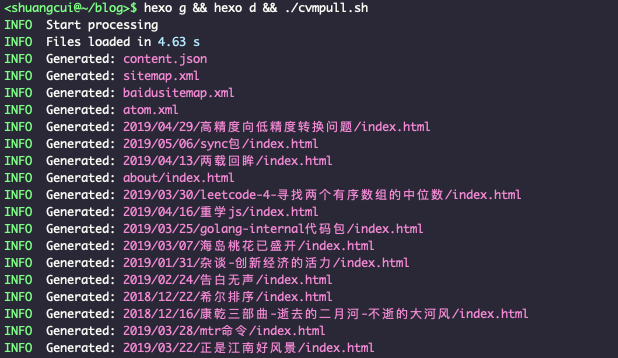 <shuangcui@~/blog>$ hexo g && hexo d && ./cvmpull.sh
INFO  Start processing
INFO  Files loaded in 4.63 s
INFO  Generated: content.json
INFO  Generated: sitemap.xml
INFO  Generated: baidusitemap.xml
INFO  Generated: atom.xml
INFO  Generated: 2019/04/29/高精度向低精度转换问题/index.html
INFO  Generated: 2019/05/06/sync包/index.html
INFO  Generated: 2019/04/13/两载回眸/index.html
INFO  Generated: about/index.html
INFO  Generated: 2019/03/30/leetcode-4-寻找两个有序数组的中位数/index.html
INFO  Generated: 2019/04/16/重学js/index.html
INFO  Generated: 2019/03/25/golang-internal代码包/index.html
INFO  Generated: 2019/03/07/海岛桃花已盛开/index.html
INFO  Generated: 2019/01/31/杂谈-创新经济的活力/index.html
INFO  Generated: 2019/02/24/告白无声/index.html
INFO  Generated: 2018/12/22/希尔排序/index.html
INFO  Generated: 2018/12/16/康乾三部曲-逝去的二月河-不逝的大河风/index.html
INFO  Generated: 2019/03/28/mtr命令/index.html
INFO  Generated: 2019/03/22/正是江南好风景/index.html